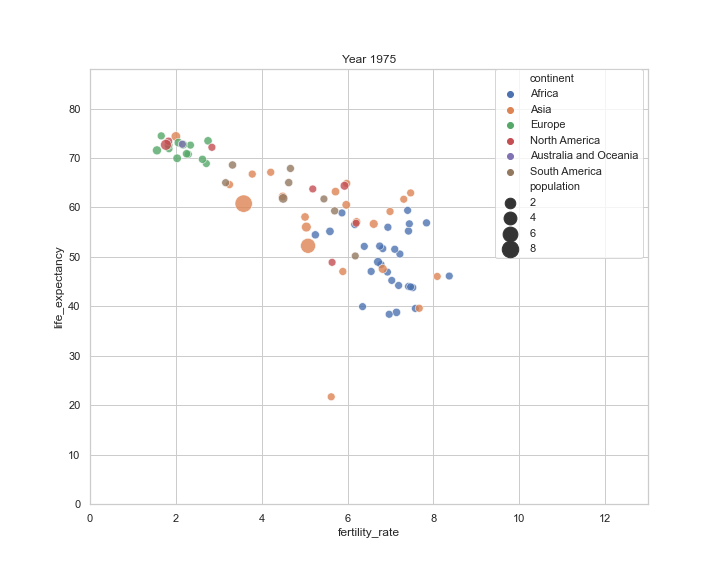 Year 1975
continent
Africa
Asia
Europe
North America
Australia and Oceania
South America
population
2
4
6
8
life_expectancy
80
70
60
50
40
30
20
10
0
0 2 4 6 8 10 12
fertility_rate